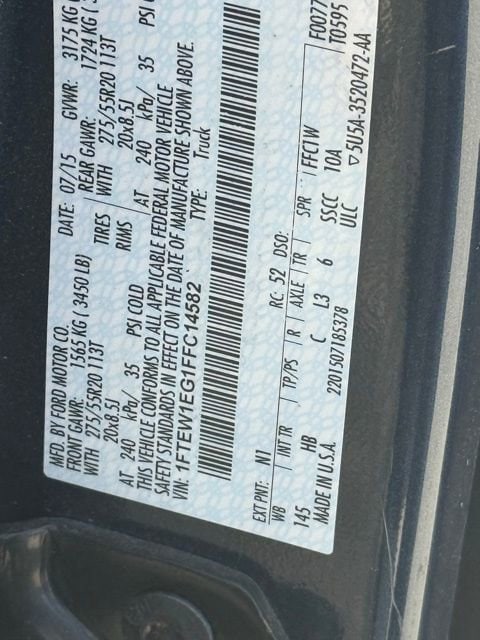 MFD. BY FORD MOTOR CO.
DATE: 07/15 GVWR: 3175 KG (
FRONT GAWR: 1565 KG ( 3450 LB)
REAR GAWR: 1724 KG (
WITH 275/55R20 113T TIRES WITH 275/55R20 113T
20x8.5J RIMS 20x8.5J
AT 240 kPa/ 35 PSI COLD AT 240 kPa/ 35 PSI
THIS VEHICLE CONFORMS TO ALL APPLICABLE FEDERAL MOTOR VEHICLE
SAFETY STANDARDS IN EFFECT ON THE DATE OF MANUFACTURE SHOWN ABOVE.
VIN: 1FTEW1EG1FFC14582 TYPE: Truck
F0077
T0595
EXT PNT: N1 RC: 52 DSO:
WB INT TR TP/PS R AXLE TR SPR FFC1W
145 HB C L3 6 SSCC 10A
MADE IN U.S.A. 2201507185378 ULC ▽5U5A-3520472-AA